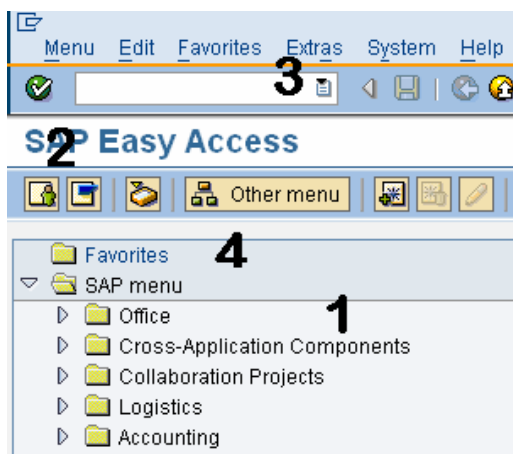 Menu Edit Favorites Extras System Help
3
SAP Easy Access
2
Other menu
Favorites 4
SAP menu
1
Office
Cross-Application Components
Collaboration Projects
Logistics
Accounting